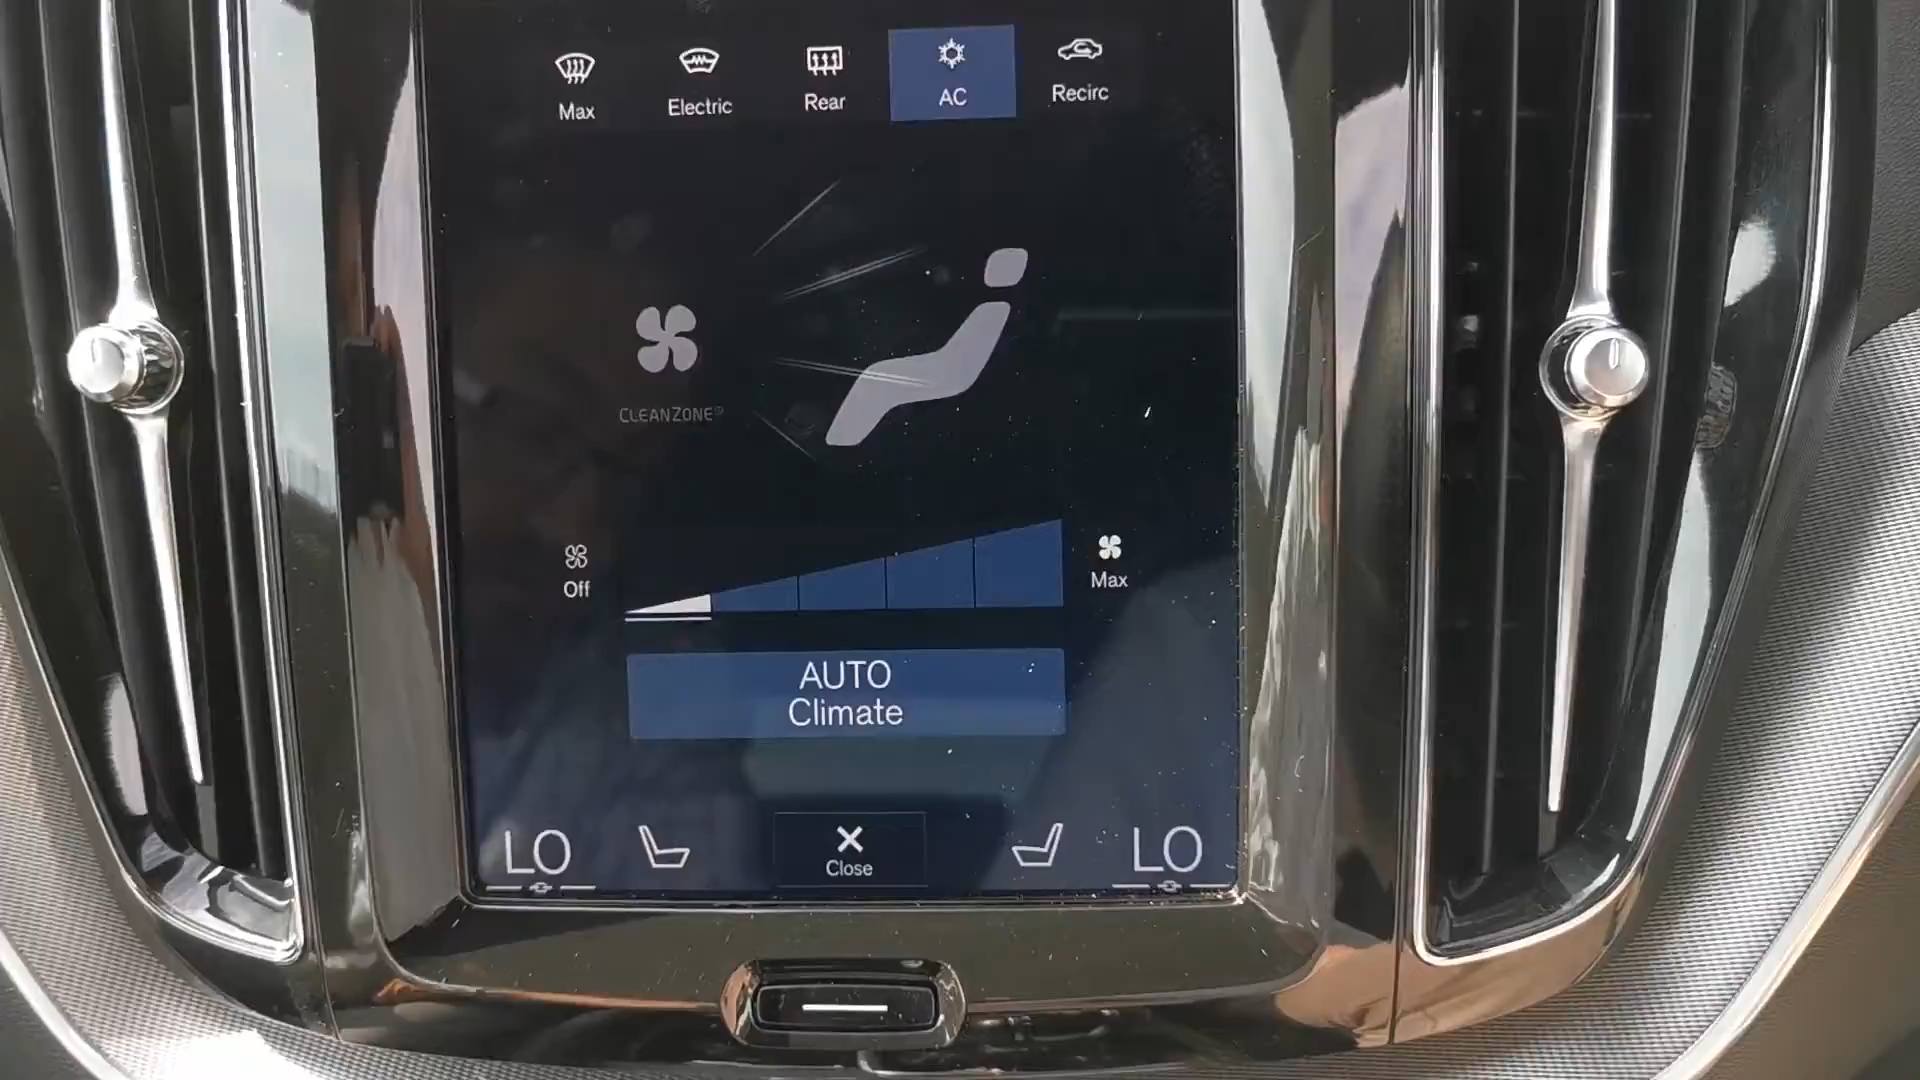 Max
Electric
Rear
AC
Recirc
CLEANZONE®
Off
Max
AUTO
Climate
LO
Close
LO